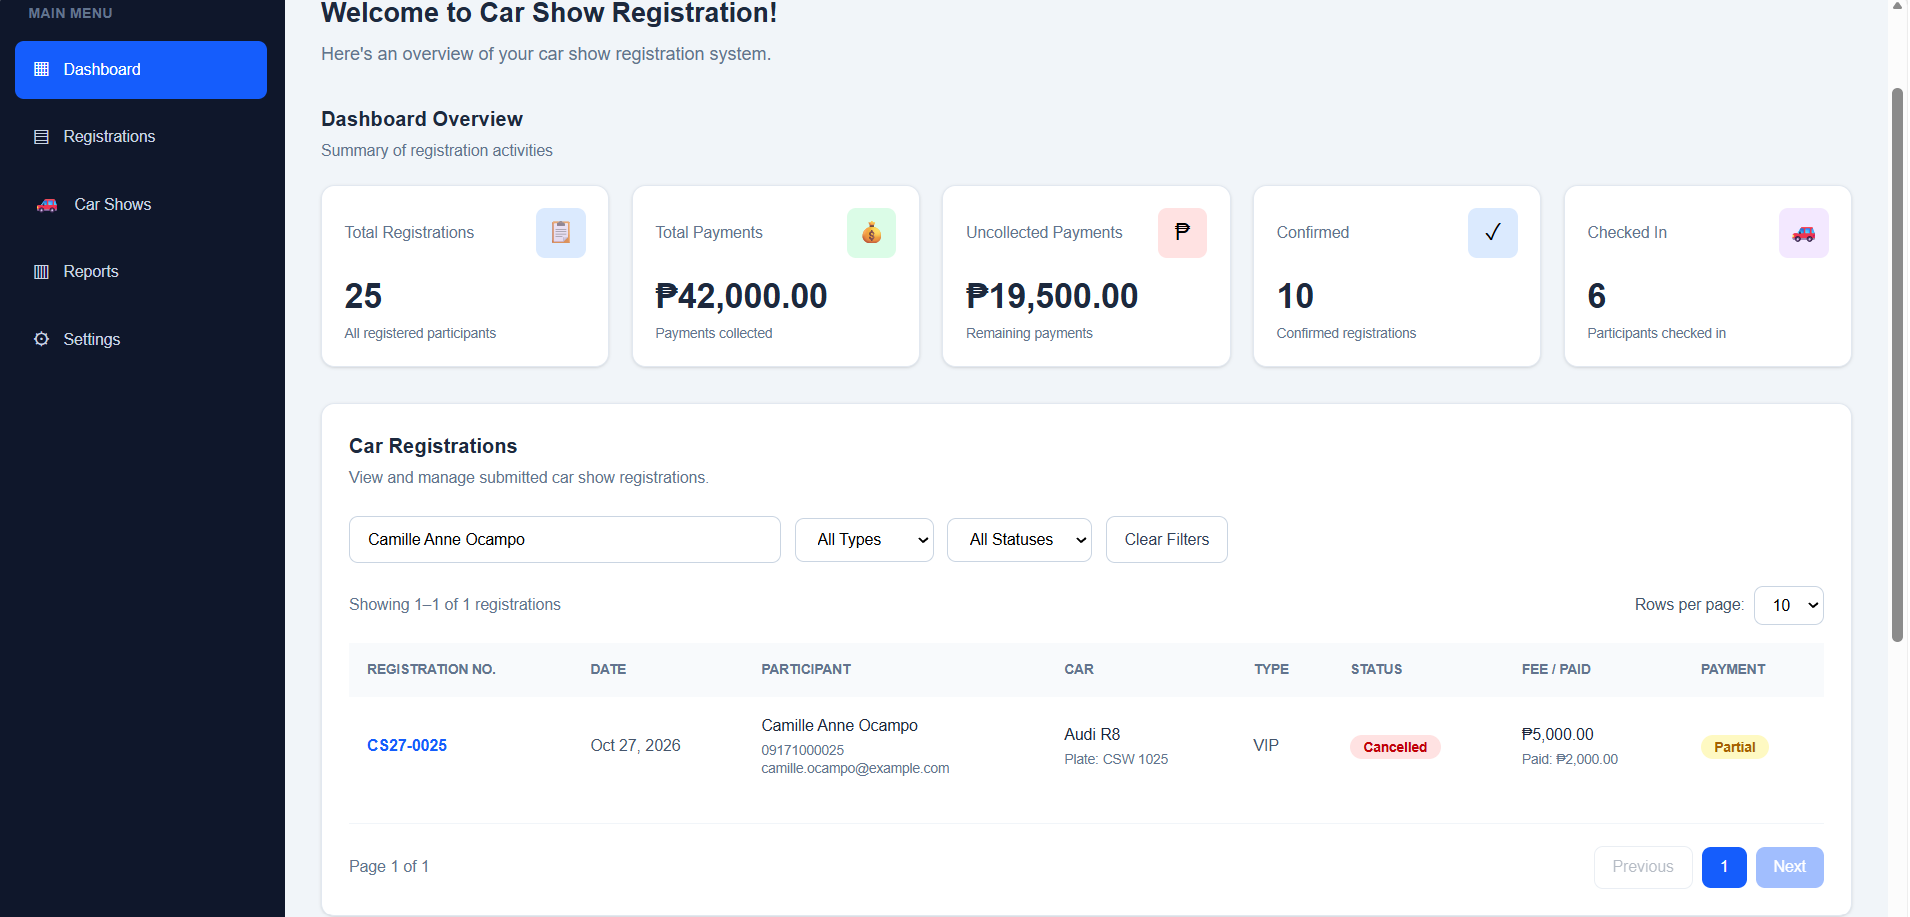 MAIN MENU
Dashboard
Registrations
Car Shows
Reports
Settings
Welcome to Car Show Registration!
Here's an overview of your car show registration system.
Dashboard Overview
Summary of registration activities
Total Registrations
25
All registered participants
Total Payments
₱42,000.00
Payments collected
Uncollected Payments
₱
₱19,500.00
Remaining payments
Confirmed
✓
10
Confirmed registrations
Checked In
6
Participants checked in
Car Registrations
View and manage submitted car show registrations.
Camille Anne Ocampo
All Types
All Statuses
Clear Filters
Showing 1–1 of 1 registrations
Rows per page: 10
REGISTRATION NO. DATE PARTICIPANT CAR TYPE STATUS FEE / PAID PAYMENT
CS27-0025
Oct 27, 2026
Camille Anne Ocampo
09171000025
camille.ocampo@example.com
Audi R8
Plate: CSW 1025
VIP
Cancelled
₱5,000.00
Paid: ₱2,000.00
Partial
Page 1 of 1
Previous 1 Next